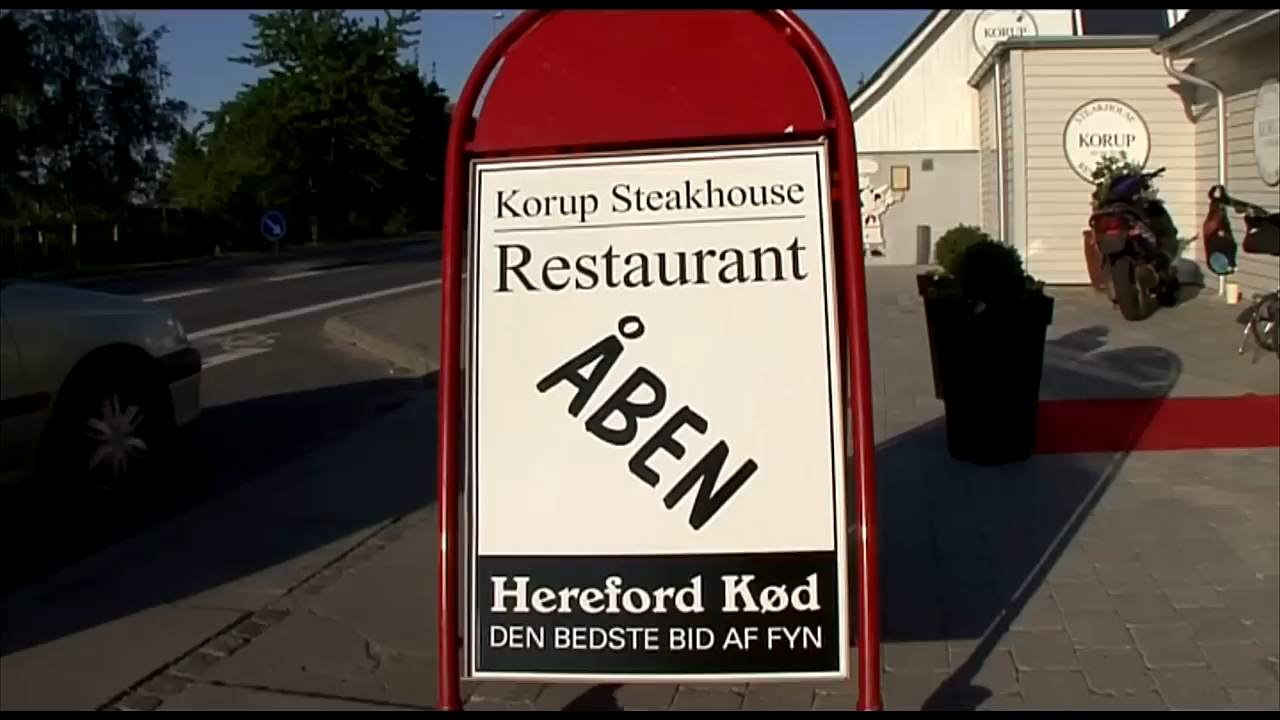 Korup Steakhouse
Restaurant
ÅBEN
Hereford Kød
DEN BEDSTE BID AF FYN
KORUP
STEAKHOUSE
KORUP